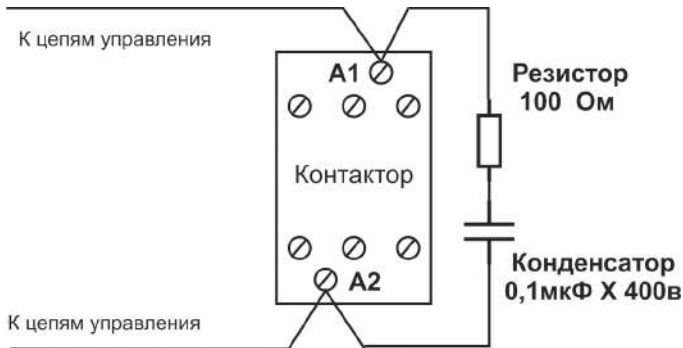 К цепям управления
A1
Резистор
100 Ом
Контактор
A2
Конденсатор
0,1мкФ X 400в
К цепям управления